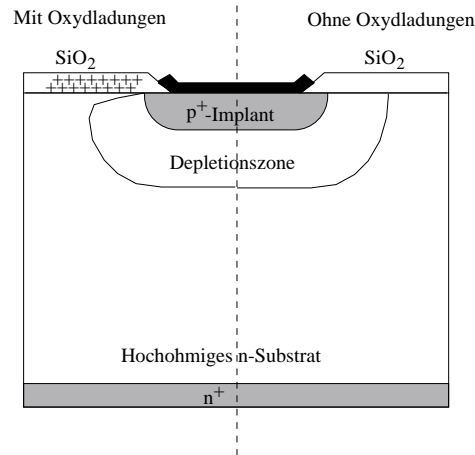 Mit Oxydladungen
Ohne Oxydladungen
SiO2
SiO2
p+-Implant
Depletionszone
Hochohmiges n-Substrat
n+